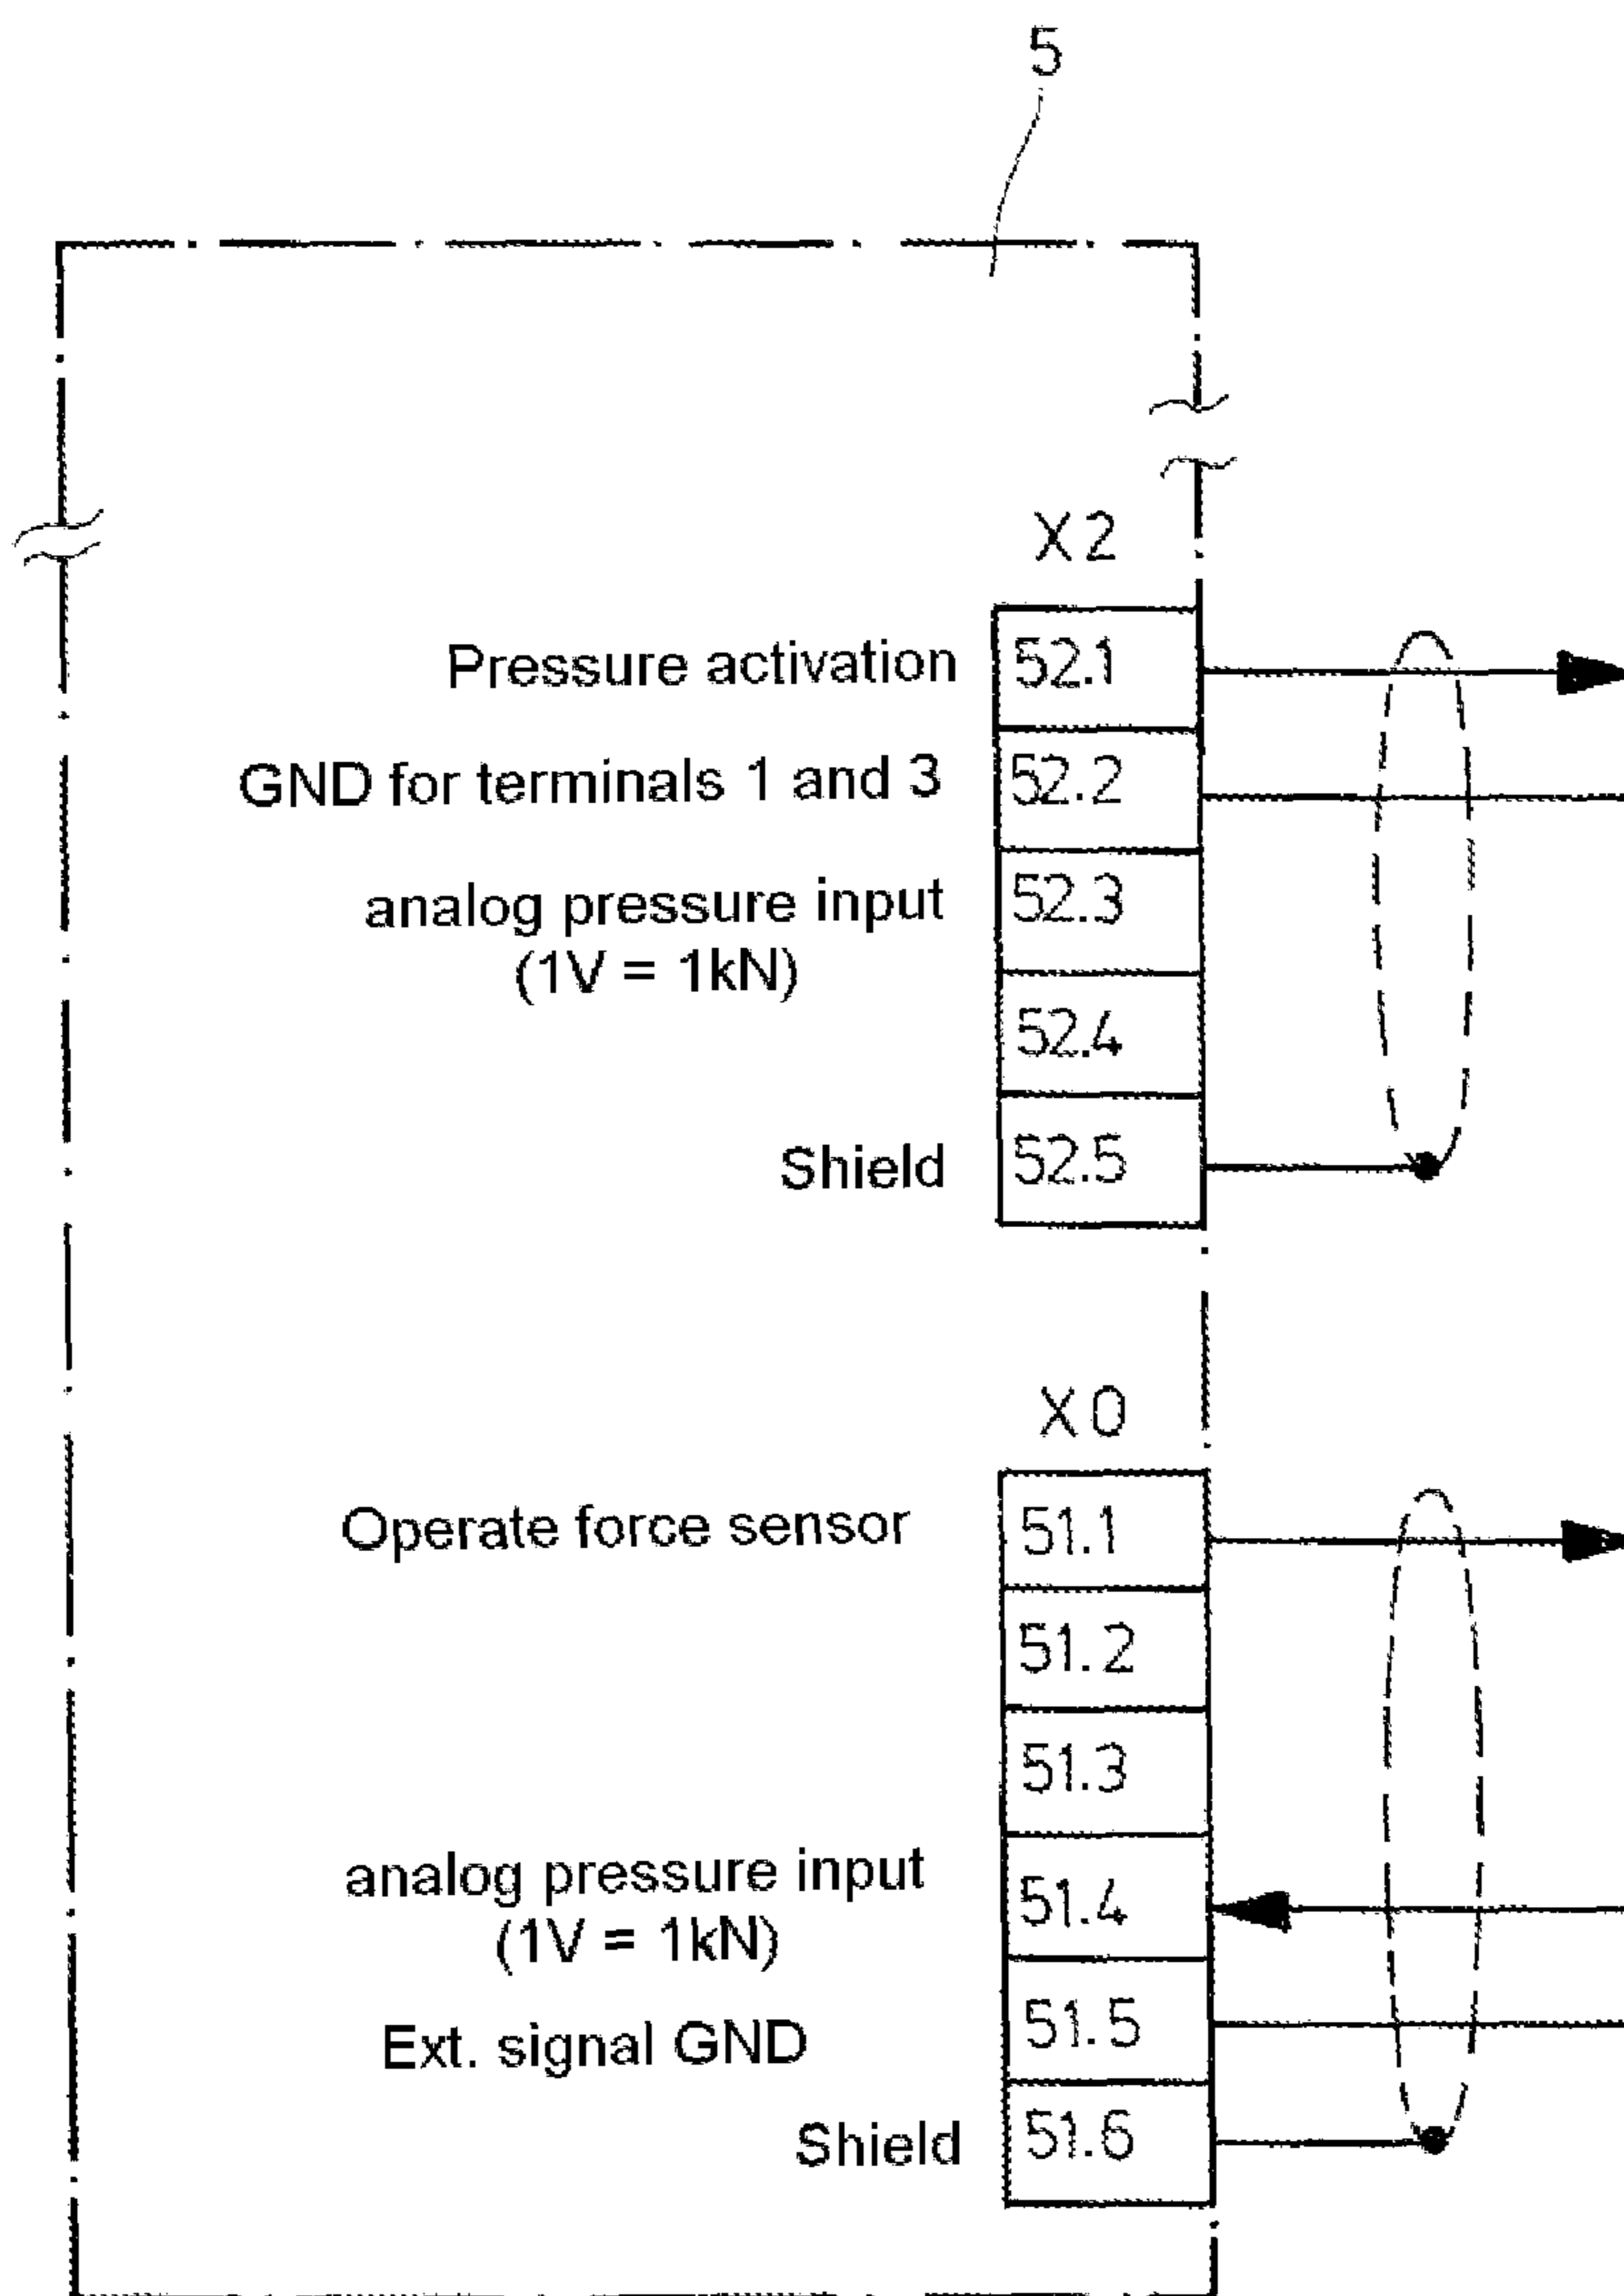 5
X2
Pressure activation 52.1
GND for terminals 1 and 3 52.2
analog pressure input 52.3
(1V = 1kN)
52.4
Shield 52.5
X0
Operate force sensor 51.1
51.2
51.3
analog pressure input 51.4
(1V = 1kN)
Ext. signal GND 51.5
Shield 51.6